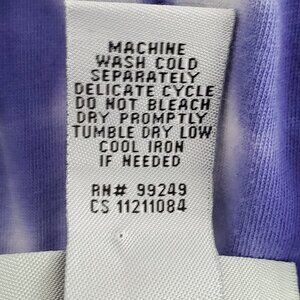 MACHINE
WASH COLD
SEPARATELY
DELICATE CYCLE
DO NOT BLEACH
DRY PROMPTLY
TUMBLE DRY LOW
COOL IRON
IF NEEDED
RN# 99249
CS 11211084